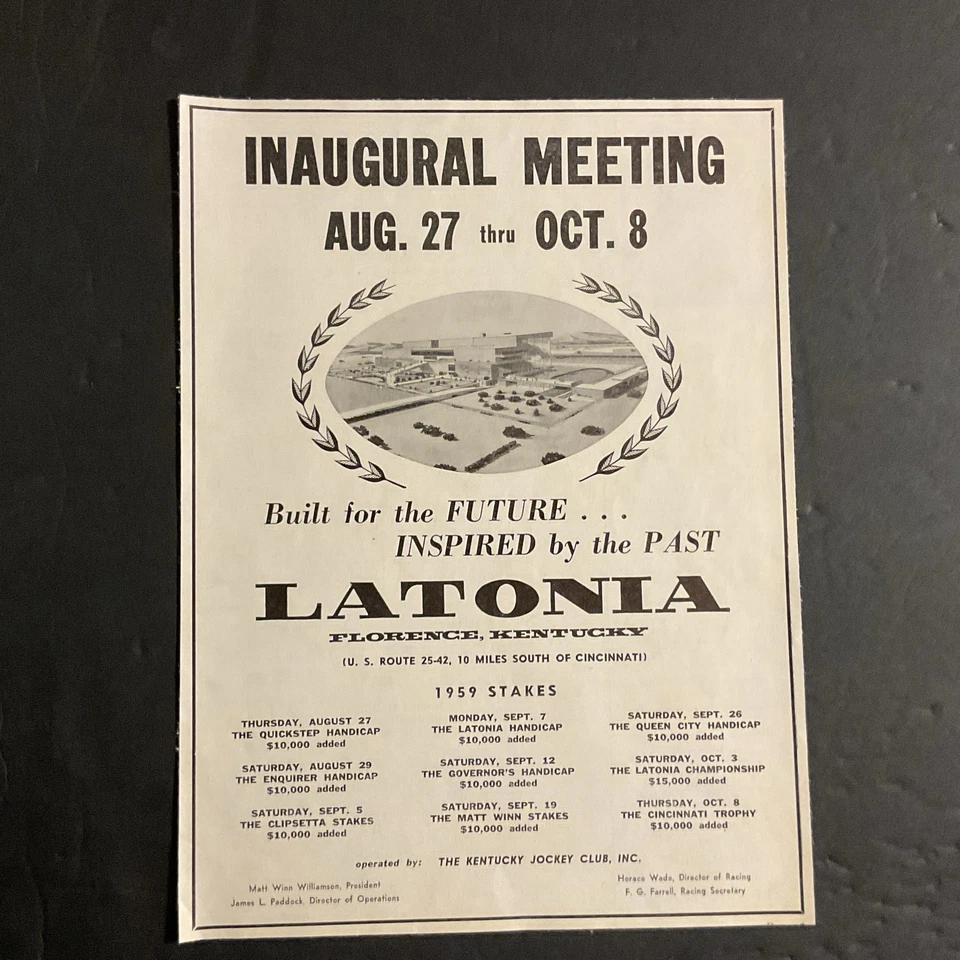 INAUGURAL MEETING
AUG. 27 thru OCT. 8
Built for the FUTURE . . .
INSPIRED by the PAST
LATONIA
FLORENCE, KENTUCKY
(U. S. ROUTE 25-42, 10 MILES SOUTH OF CINCINNATI)
1959 STAKES
THURSDAY, AUGUST 27
THE QUICKSTEP HANDICAP
$10,000 added
SATURDAY, AUGUST 29
THE ENQUIRER HANDICAP
$10,000 added
SATURDAY, SEPT. 5
THE CLIPSETTA STAKES
$10,000 added
MONDAY, SEPT. 7
THE LATONIA HANDICAP
$10,000 added
SATURDAY, SEPT. 12
THE GOVERNOR'S HANDICAP
$10,000 added
SATURDAY, SEPT. 19
THE MATT WINN STAKES
$10,000 added
SATURDAY, SEPT. 26
THE QUEEN CITY HANDICAP
$10,000 added
SATURDAY, OCT. 3
THE LATONIA CHAMPIONSHIP
$15,000 added
THURSDAY, OCT. 8
THE CINCINNATI TROPHY
$10,000 added
operated by: THE KENTUCKY JOCKEY CLUB, INC.
Matt Winn Williamson, President
James L. Paddock, Director of Operations
Horace Wade, Director of Racing
F. G. Farrell, Racing Secretary